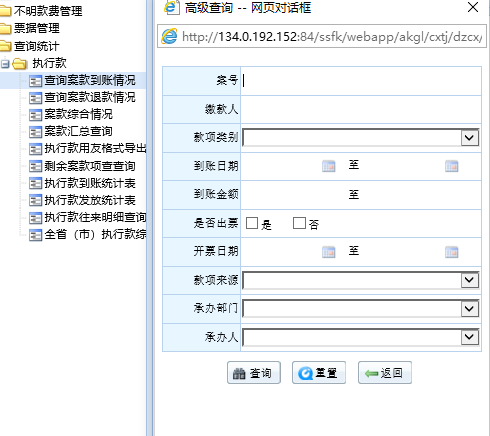 不明款费管理
票据管理
查询统计
执行款
查询案款到账情况
查询案款退款情况
案款综合情况
案款汇总查询
执行款用友格式导出
剩余案款项查查询
执行款到账统计表
执行款发放统计表
执行款往来明细查询
全省（市）执行款综
高级查询 -- 网页对话框
http://134.0.192.152:84/ssfk/webapp/akgl/cxtj/dzcx/
案号
缴款人
款项类别
到账日期 至
到账金额 至
是否出票 是 否
开票日期 至
款项来源
承办部门
承办人
查询 重置 返回